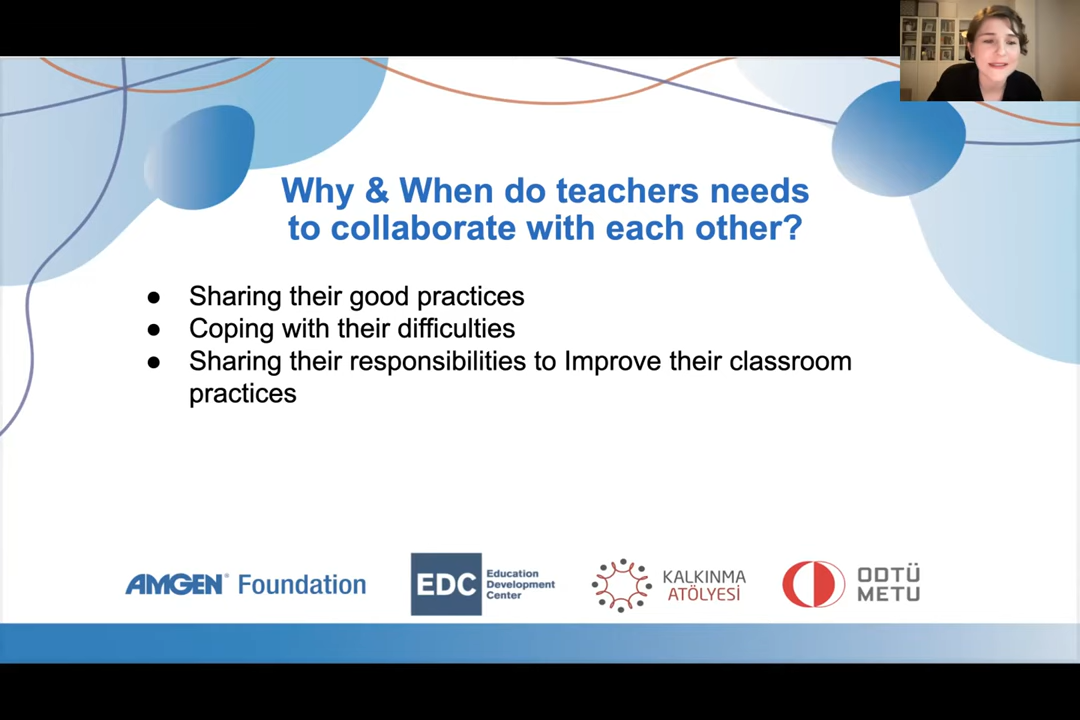 Why & When do teachers needs
to collaborate with each other?
● Sharing their good practices
● Coping with their difficulties
● Sharing their responsibilities to Improve their classroom
practices
AMGEN® Foundation
EDC
Education
Development
Center
KALKINMA
ATÖLYESİ
ODTÜ
METU